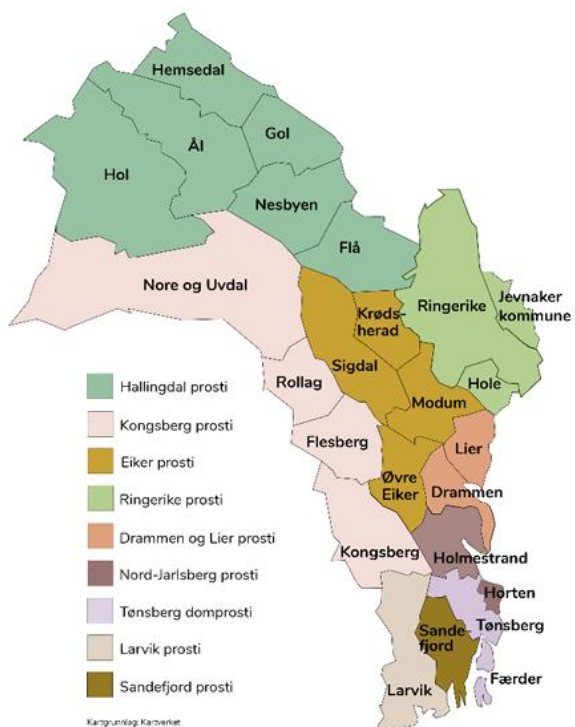 Hemsedal
Gol
Ål
Hol
Nesbyen
Flå
Nore og Uvdal
Krøds-
herad
Ringerike
Jevnaker
kommune
Sigdal
Rollag
Hole
Modum
Flesberg
Lier
Øvre
Eiker
Drammen
Kongsberg
Holmestrand
Horten
Tønsberg
Sande-
fjord
Færder
Larvik
Hallingdal prosti
Kongsberg prosti
Eiker prosti
Ringerike prosti
Drammen og Lier prosti
Nord-Jarlsberg prosti
Tønsberg domprosti
Larvik prosti
Sandefjord prosti
Kartgrunnlag: Kartverket